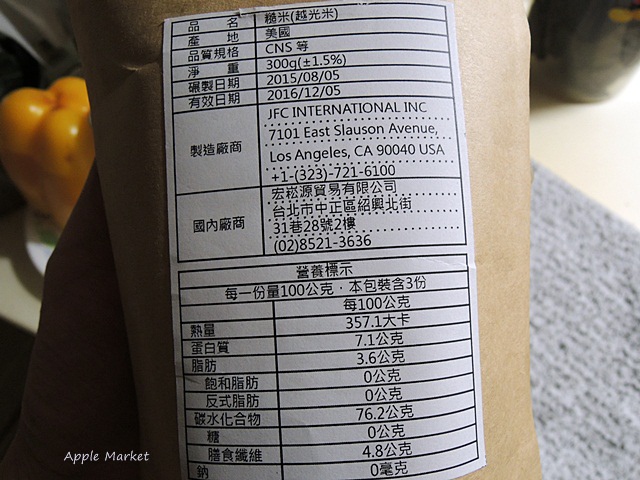 品 名 糙米(越光米)
產 地 美國
品質規格 CNS 等
淨 重 300g(±1.5%)
碾製日期 2015/08/05
有效日期 2016/12/05
製造廠商 JFC INTERNATIONAL INC
7101 East Slauson Avenue,
Los Angeles, CA 90040 USA
+1-(323)-721-6100
國內廠商 宏崧源貿易有限公司
台北市中正區紹興北街
31巷28號2樓
(02)8521-3636
營養標示
每一份量100公克．本包裝含3份
每100公克
熱量 357.1大卡
蛋白質 7.1公克
脂肪 3.6公克
飽和脂肪 0公克
反式脂肪 0公克
碳水化合物 76.2公克
糖 0公克
膳食纖維 4.8公克
鈉 0毫克
Apple Market